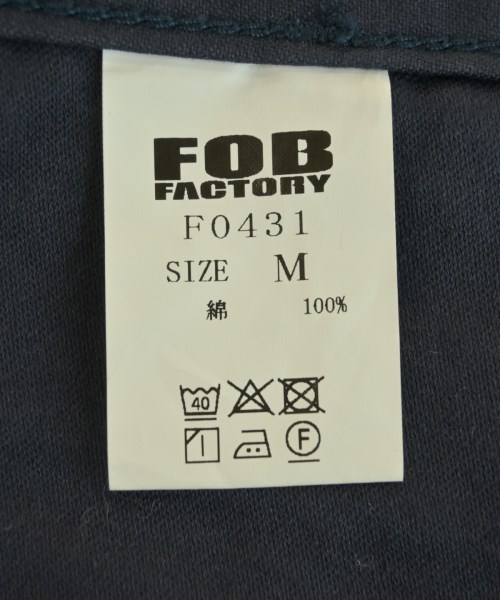 FOB
FACTORY
F0431
SIZE M
綿 100%
40
F